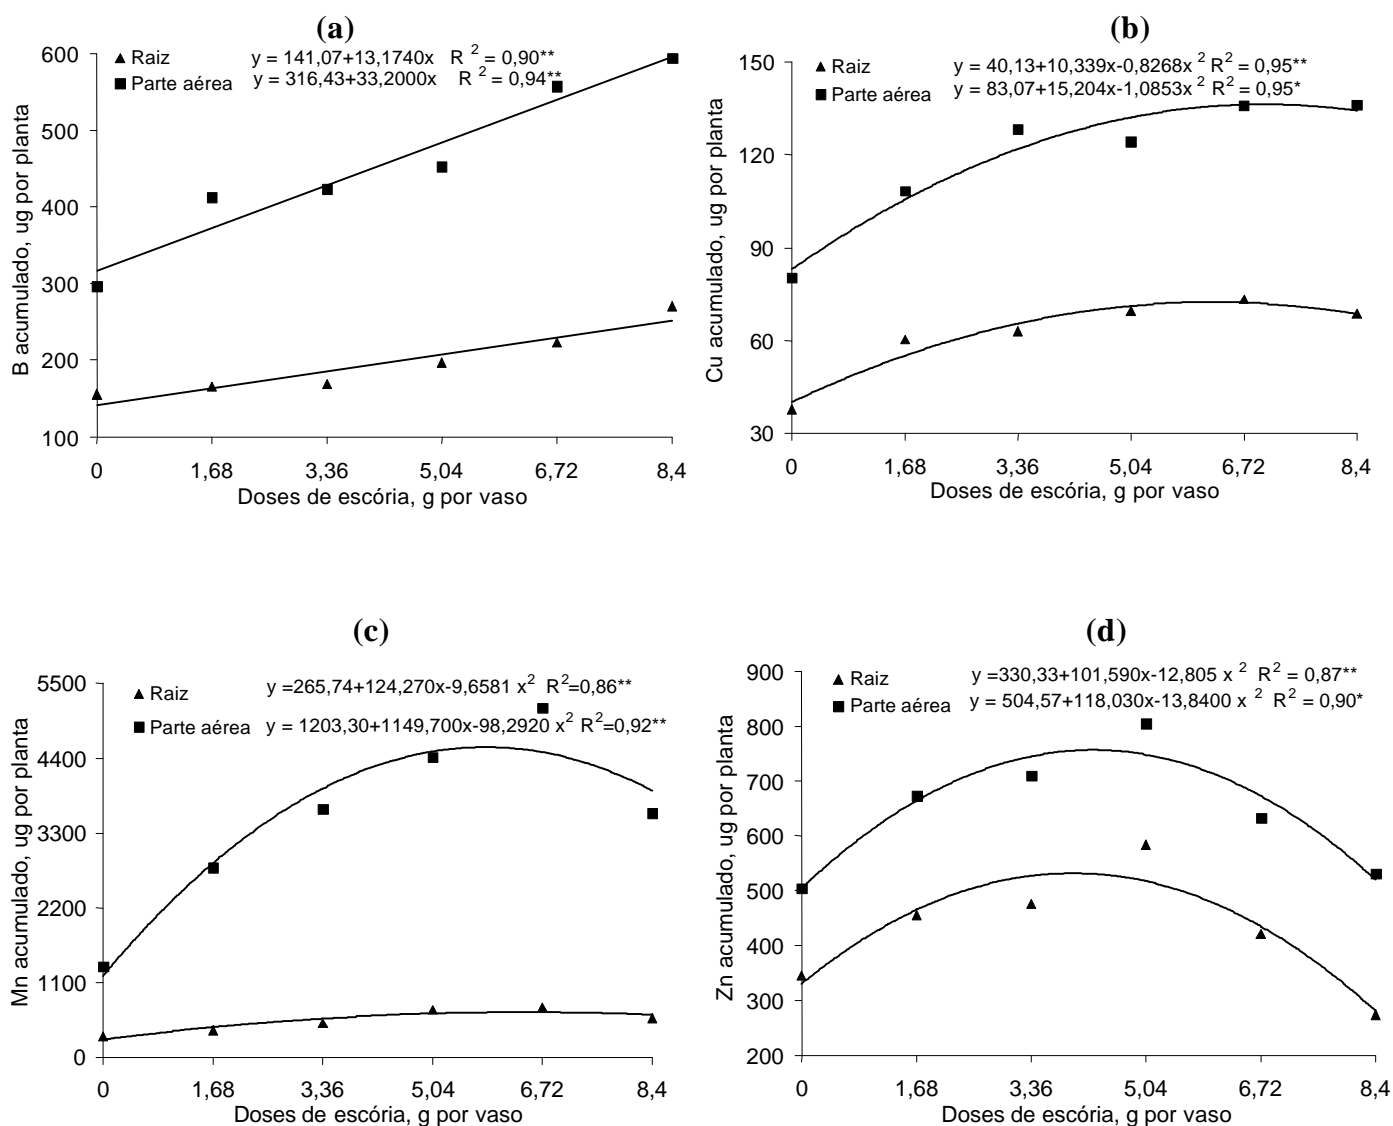 (a)
600
500
400
300
200
100
B acumulado, ug por planta
Raiz y = 141,07+13,1740x R 2 = 0,90**
Parte aérea y = 316,43+33,2000x R 2 = 0,94**
0 1,68 3,36 5,04 6,72 8,4
Doses de escória, g por vaso
(b)
150
120
90
60
30
Cu acumulado, ug por planta
Raiz y = 40,13+10,339x-0,8268x 2 R 2 = 0,95**
Parte aérea y = 83,07+15,204x-1,0853x 2 R 2 = 0,95*
0 1,68 3,36 5,04 6,72 8,4
Doses de escória, g por vaso
(c)
5500
4400
3300
2200
1100
0
Mn acumulado, ug por planta
Raiz y =265,74+124,270x-9,6581 x2 R2=0,86**
Parte aérea y = 1203,30+1149,700x-98,2920 x2 R2=0,92**
0 1,68 3,36 5,04 6,72 8,4
Doses de escória, g por vaso
(d)
900
800
700
600
500
400
300
200
Zn acumulado, ug por planta
Raiz y =330,33+101,590x-12,805 x 2 R2 = 0,87**
Parte aérea y = 504,57+118,030x-13,8400 x 2 R2 = 0,90*
0 1,68 3,36 5,04 6,72 8,4
Doses de escória, g por vaso